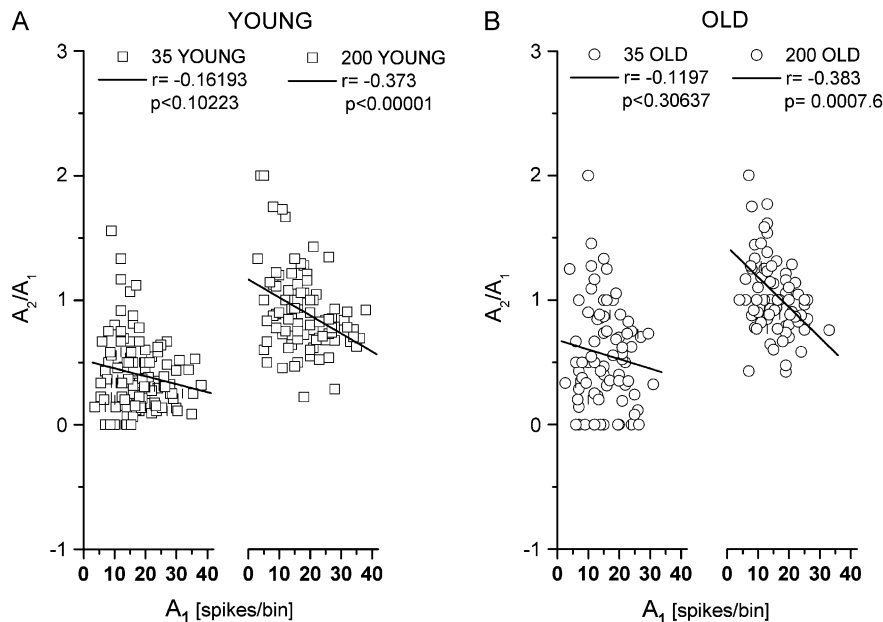 A
YOUNG
35 YOUNG
r= -0.16193
p<0.10223
200 YOUNG
r= -0.373
p<0.00001
3
2
1
0
-1
A2/A1
0 10 20 30 40
0 10 20 30 40
A1 [spikes/bin]
B
OLD
35 OLD
r= -0.1197
p<0.30637
200 OLD
r= -0.383
p= 0.0007.6
3
2
1
0
-1
A2/A1
0 10 20 30 40
0 10 20 30 40
A1 [spikes/bin]